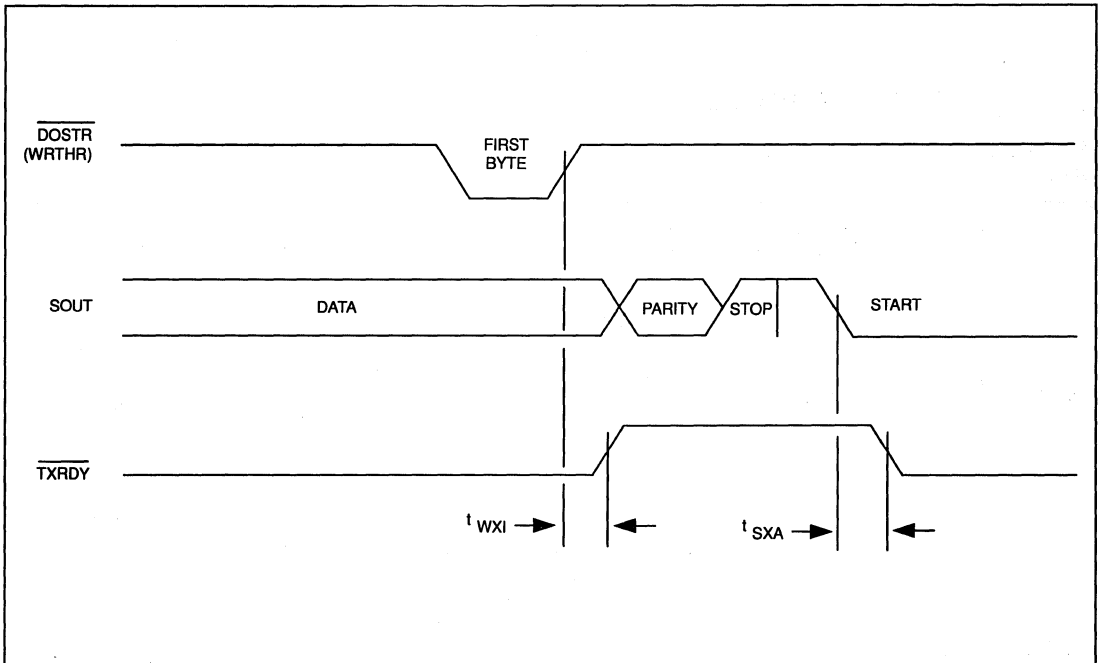 DOSTR
(WRTHR)
FIRST
BYTE
SOUT
DATA
PARITY
STOP
START
TXRDY
t WXI
t SXA